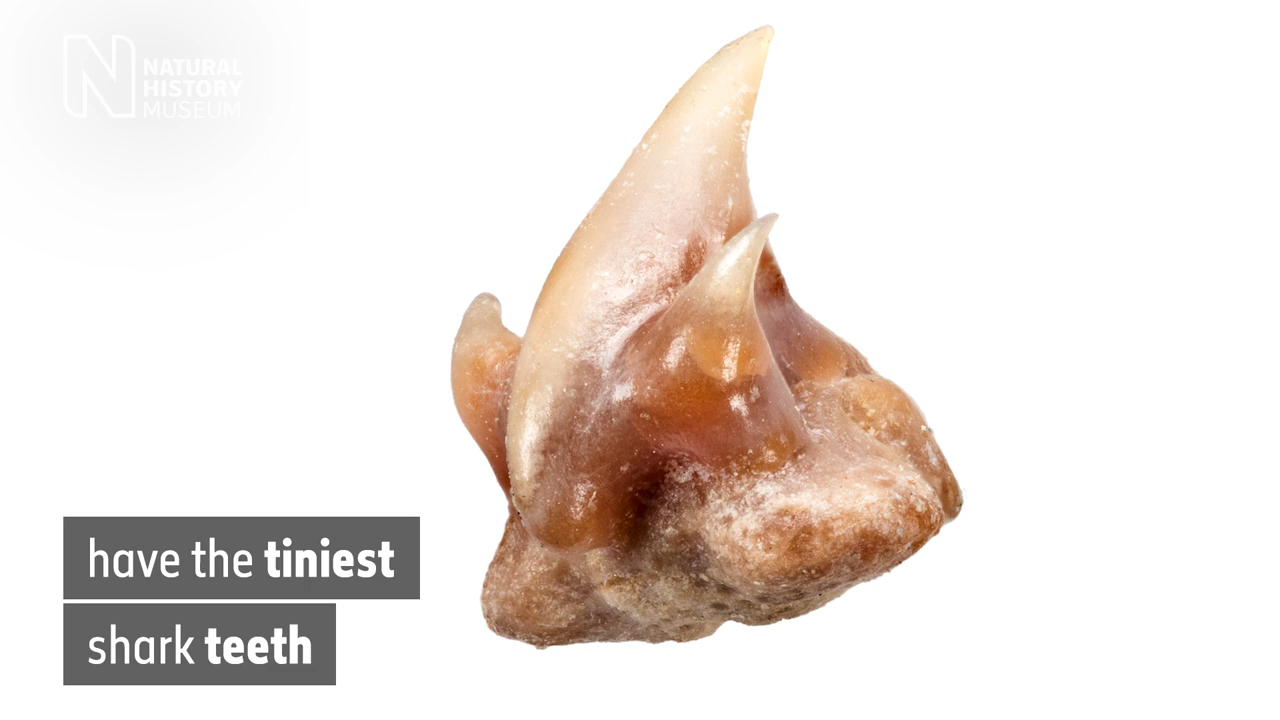 NATURAL
HISTORY
MUSEUM
have the tiniest
shark teeth